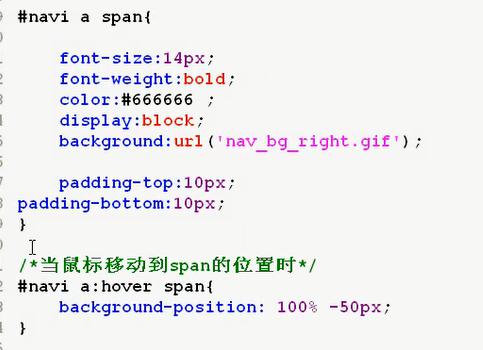 #navi a span{
font-size:14px;
font-weight:bold;
color:#666666 ;
display:block;
background:url('nav_bg_right.gif');
padding-top:10px;
padding-bottom:10px;
}
/*当鼠标移动到span的位置时*/
#navi a:hover span{
background-position: 100% -50px;
}